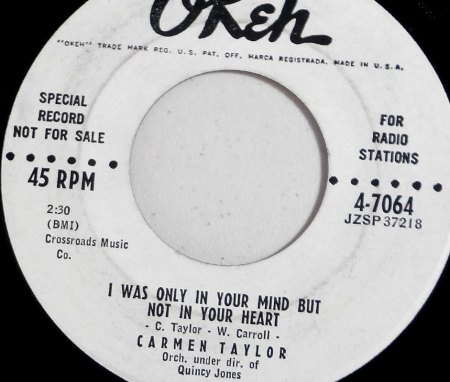 OKeh
"OKEH" TRADE MARK REG. U.S. PAT. OFF. MARCA REGISTRADA. MADE IN U.S.A.
SPECIAL
RECORD
NOT FOR SALE
FOR
RADIO
STATIONS
45 RPM
4-7064
JZSP 37218
2:30
(BMI)
Crossroads Music
Co.
I WAS ONLY IN YOUR MIND BUT
NOT IN YOUR HEART
- C. Taylor - W. Carroll -
CARMEN TAYLOR
Orch. under dir. of
Quincy Jones